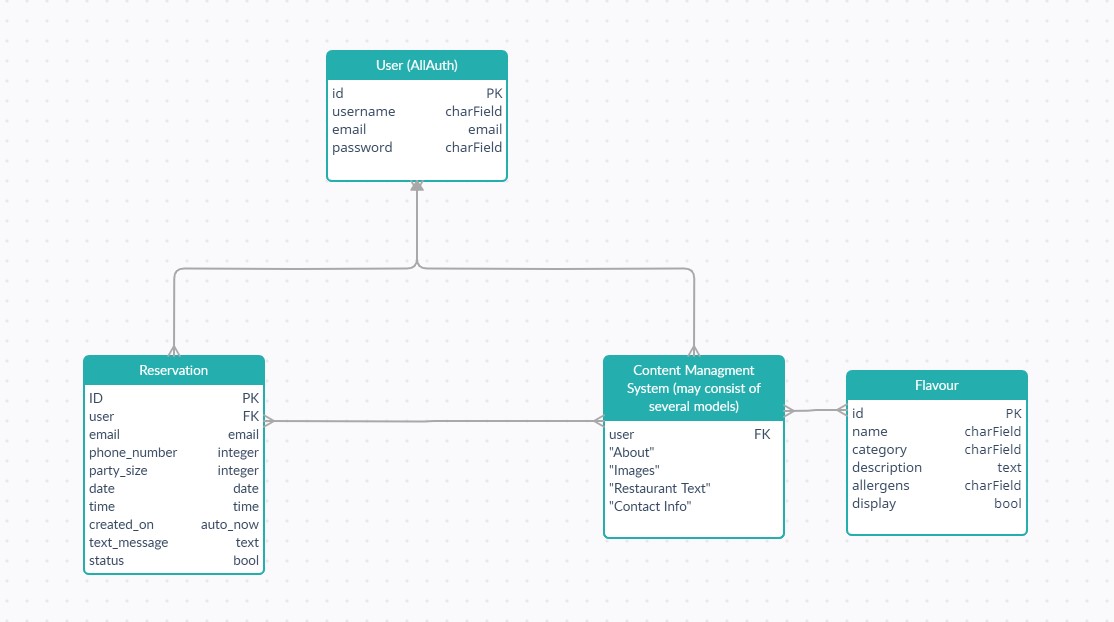 User (AllAuth)
id PK
username charField
email email
password charField
Reservation
ID PK
user FK
email email
phone_number integer
party_size integer
date date
time time
created_on auto_now
text_message text
status bool
Content Managment
System (may consist of
several models)
user FK
"About"
"Images"
"Restaurant Text"
"Contact Info"
Flavour
id PK
name charField
category charField
description text
allergens charField
display bool